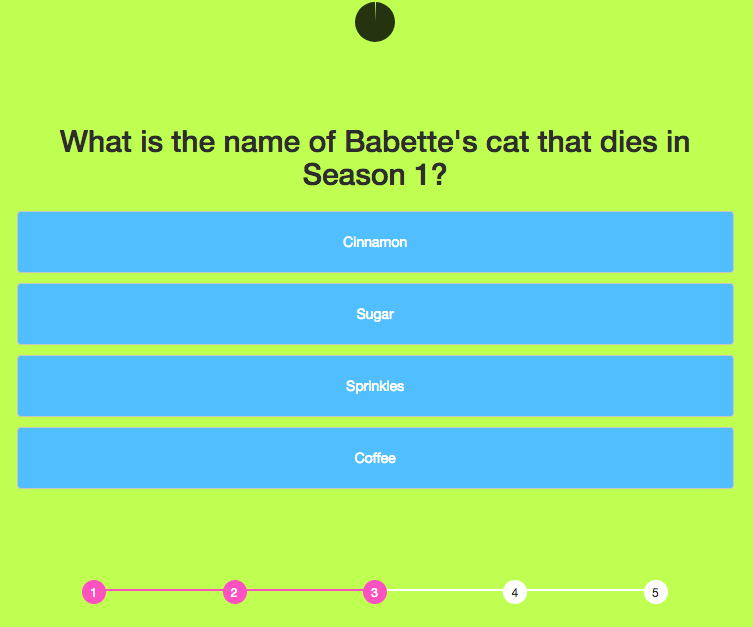 What is the name of Babette's cat that dies in
Season 1?
Cinnamon
Sugar
Sprinkles
Coffee
1 2 3 4 5